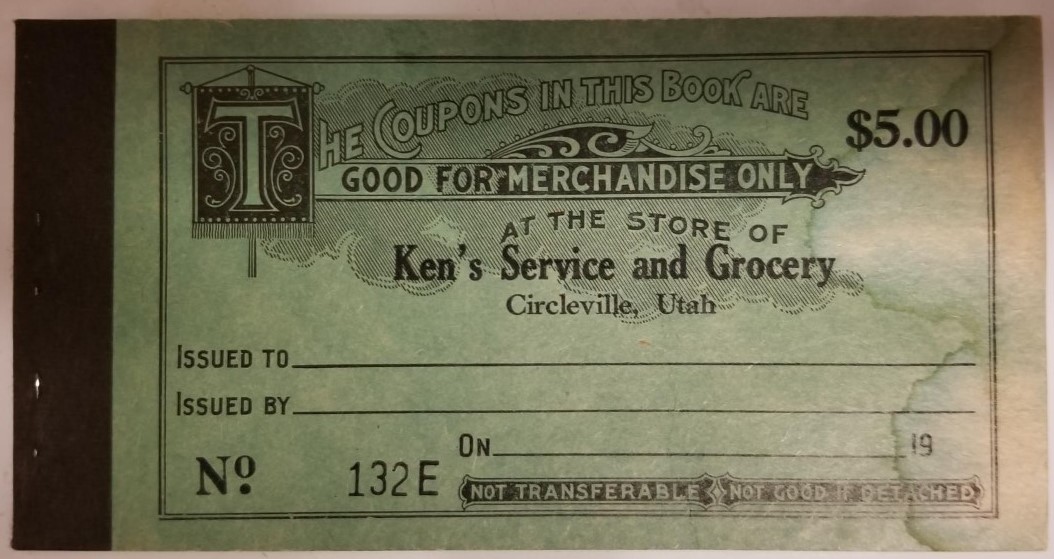 THE COUPONS IN THIS BOOK ARE
$5.00
GOOD FOR MERCHANDISE ONLY
AT THE STORE OF
Ken's Service and Grocery
Circleville, Utah
ISSUED TO
ISSUED BY
ON 19
No. 132E
NOT TRANSFERABLE NOT GOOD IF DETACHED